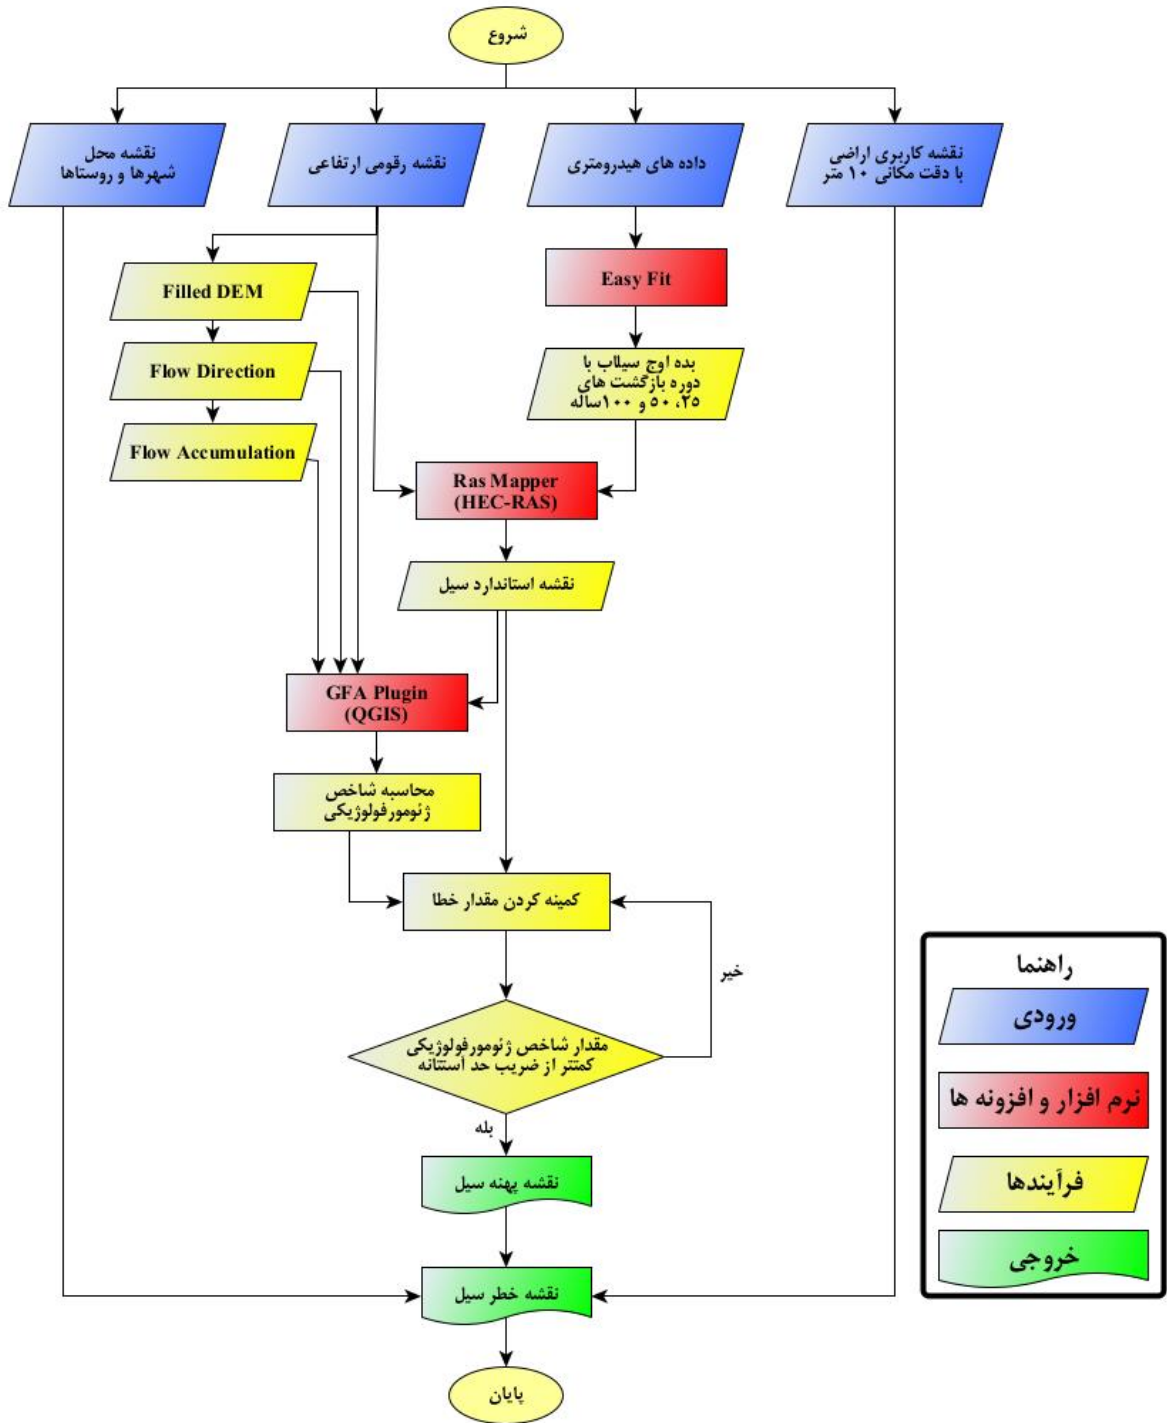 شروع
نقشه کاربری اراضی
با دقت مکانی ۱۰ متر
داده های هیدرومتری
نقشه رقومی ارتفاعی
نقشه محل
شهرها و روستاها
Easy Fit
Filled DEM
بده اوج سیلاب با
دوره بازگشت های
۲۵، ۵۰ و ۱۰۰ساله
Flow Direction
Flow Accumulation
Ras Mapper
(HEC-RAS)
نقشه استاندارد سیل
GFA Plugin
(QGIS)
محاسبه شاخص
ژئومورفولوژیکی
کمینه کردن مقدار خطا
خیر
مقدار شاخص ژئومورفولوژیکی
کمتتر از ضریب حد آستتانه
بله
نقشه پهنه سیل
نقشه خطر سیل
پایان
راهنما
ورودی
نرم افزار و افزونه ها
فرآیندها
خروجی